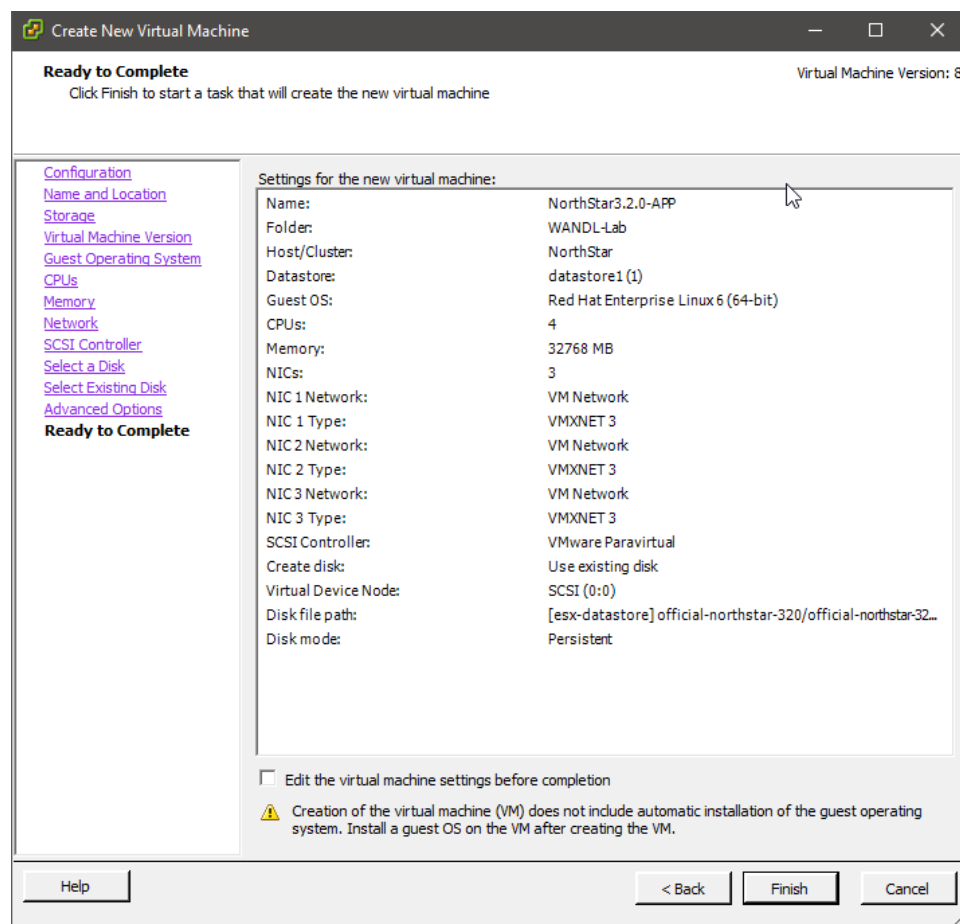 Create New Virtual Machine
Ready to Complete
Virtual Machine Version: 8
Click Finish to start a task that will create the new virtual machine
Configuration
Name and Location
Storage
Virtual Machine Version
Guest Operating System
CPUs
Memory
Network
SCSI Controller
Select a Disk
Select Existing Disk
Advanced Options
Ready to Complete
Settings for the new virtual machine:
Name: NorthStar3.2.0-APP
Folder: WANDL-Lab
Host/Cluster: NorthStar
Datastore: datastore1 (1)
Guest OS: Red Hat Enterprise Linux 6 (64-bit)
CPUs: 4
Memory: 32768 MB
NICs: 3
NIC 1 Network: VM Network
NIC 1 Type: VMXNET 3
NIC 2 Network: VM Network
NIC 2 Type: VMXNET 3
NIC 3 Network: VM Network
NIC 3 Type: VMXNET 3
SCSI Controller: VMware Paravirtual
Create disk: Use existing disk
Virtual Device Node: SCSI (0:0)
Disk file path: [esx-datastore] official-northstar-320/official-northstar-32...
Disk mode: Persistent
Edit the virtual machine settings before completion
Creation of the virtual machine (VM) does not include automatic installation of the guest operating
system. Install a guest OS on the VM after creating the VM.
Help < Back Finish Cancel